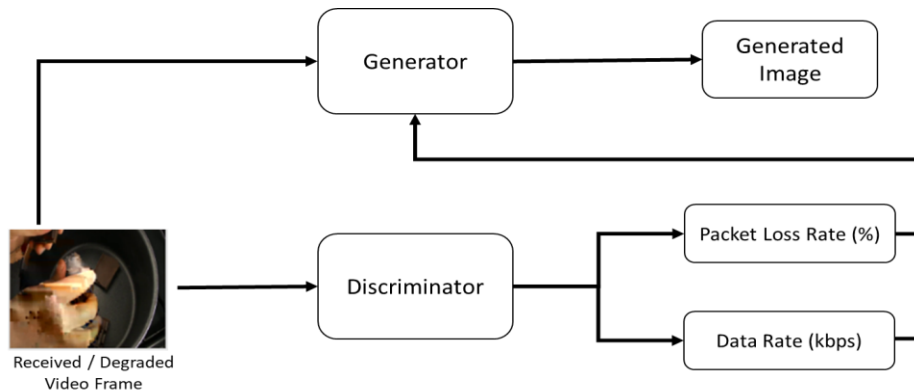 Generator
Generated
Image
Packet Loss Rate (%)
Discriminator
Data Rate (kbps)
Received / Degraded
Video Frame